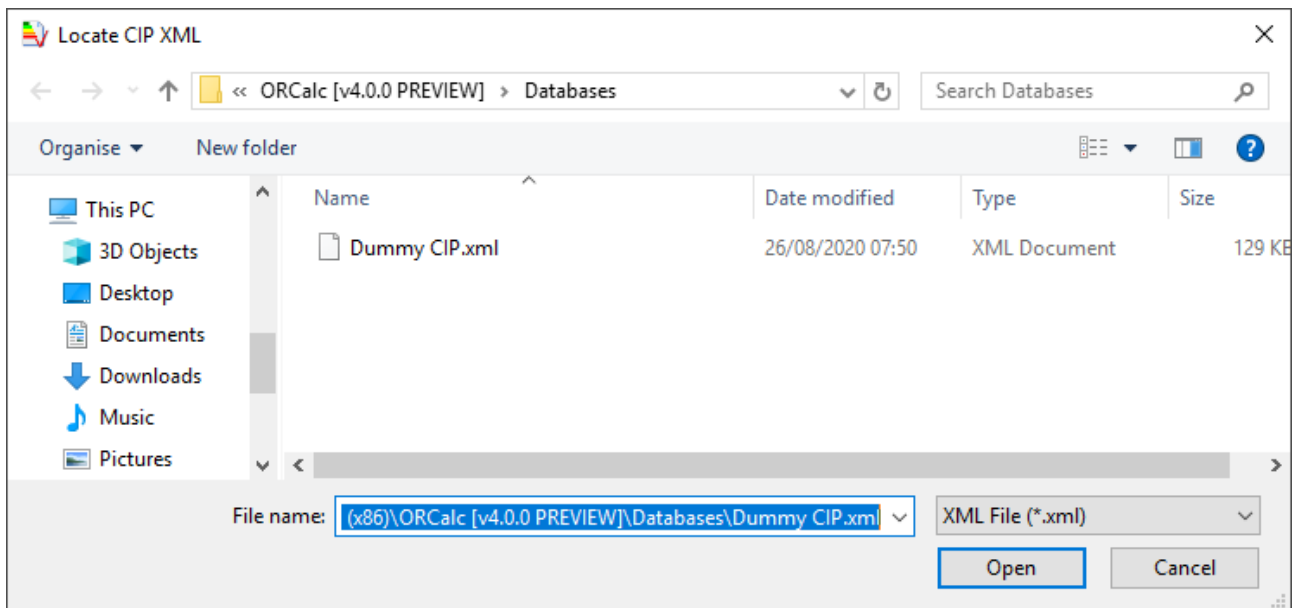 Locate CIP XML
« ORCalc [v4.0.0 PREVIEW] > Databases
Search Databases
Organise
New folder
Name
Date modified
Type
Size
This PC
3D Objects
Desktop
Documents
Downloads
Music
Pictures
Dummy CIP.xml
26/08/2020 07:50
XML Document
129 KB
File name:
(x86)\ORCalc [v4.0.0 PREVIEW]\Databases\Dummy CIP.xml
XML File (*.xml)
Open
Cancel